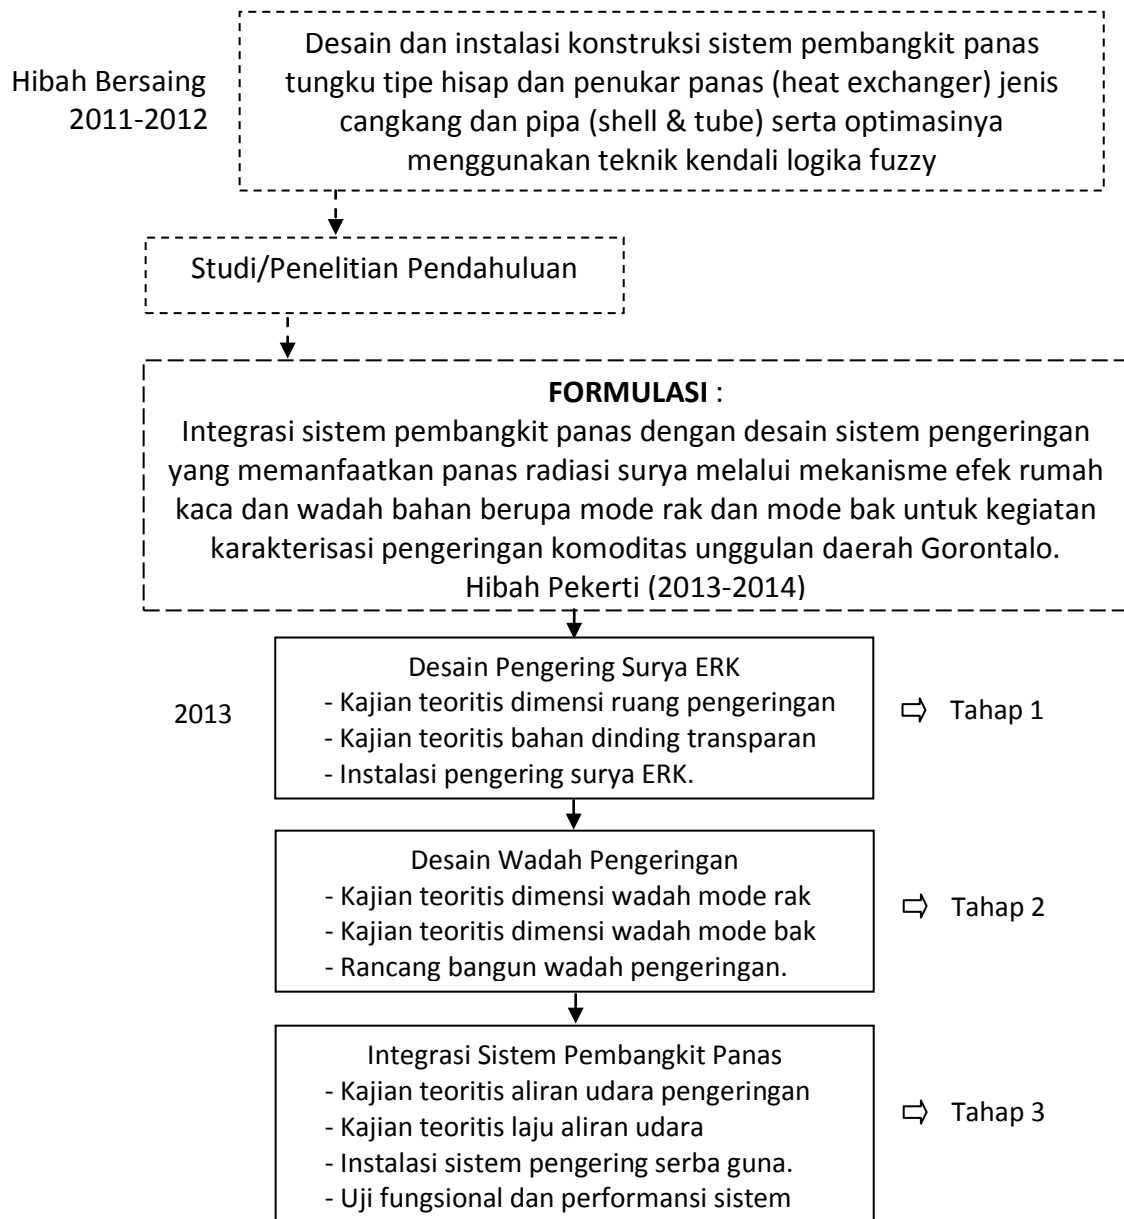 Desain dan instalasi konstruksi sistem pembangkit panas
tungku tipe hisap dan penukar panas (heat exchanger) jenis
cangkang dan pipa (shell & tube) serta optimasinya
menggunakan teknik kendali logika fuzzy
Hibah Bersaing
2011-2012
Studi/Penelitian Pendahuluan
FORMULASI :
Integrasi sistem pembangkit panas dengan desain sistem pengeringan
yang memanfaatkan panas radiasi surya melalui mekanisme efek rumah
kaca dan wadah bahan berupa mode rak dan mode bak untuk kegiatan
karakterisasi pengeringan komoditas unggulan daerah Gorontalo.
Hibah Pekerti (2013-2014)
2013
Desain Pengering Surya ERK
- Kajian teoritis dimensi ruang pengeringan
- Kajian teoritis bahan dinding transparan
- Instalasi pengering surya ERK.
Tahap 1
Desain Wadah Pengeringan
- Kajian teoritis dimensi wadah mode rak
- Kajian teoritis dimensi wadah mode bak
- Rancang bangun wadah pengeringan.
Tahap 2
Integrasi Sistem Pembangkit Panas
- Kajian teoritis aliran udara pengeringan
- Kajian teoritis laju aliran udara
- Instalasi sistem pengering serba guna.
- Uji fungsional dan performansi sistem
Tahap 3